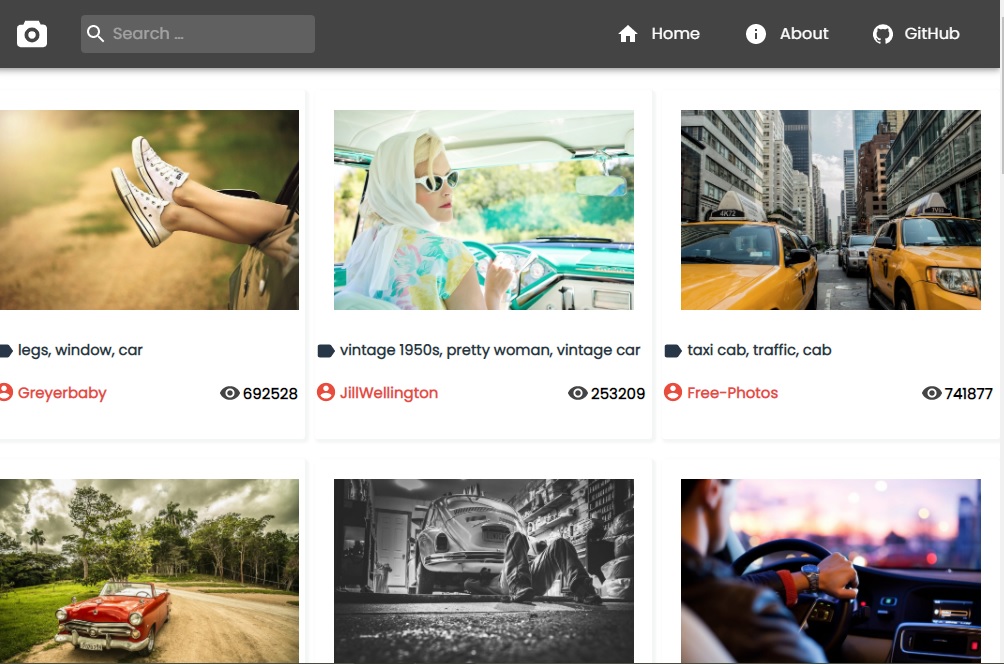 Search ...
Home
About
GitHub
4K72
legs, window, car
vintage 1950s, pretty woman, vintage car
taxi cab, traffic, cab
Greyerbaby
692528
JillWellington
253209
Free-Photos
741877